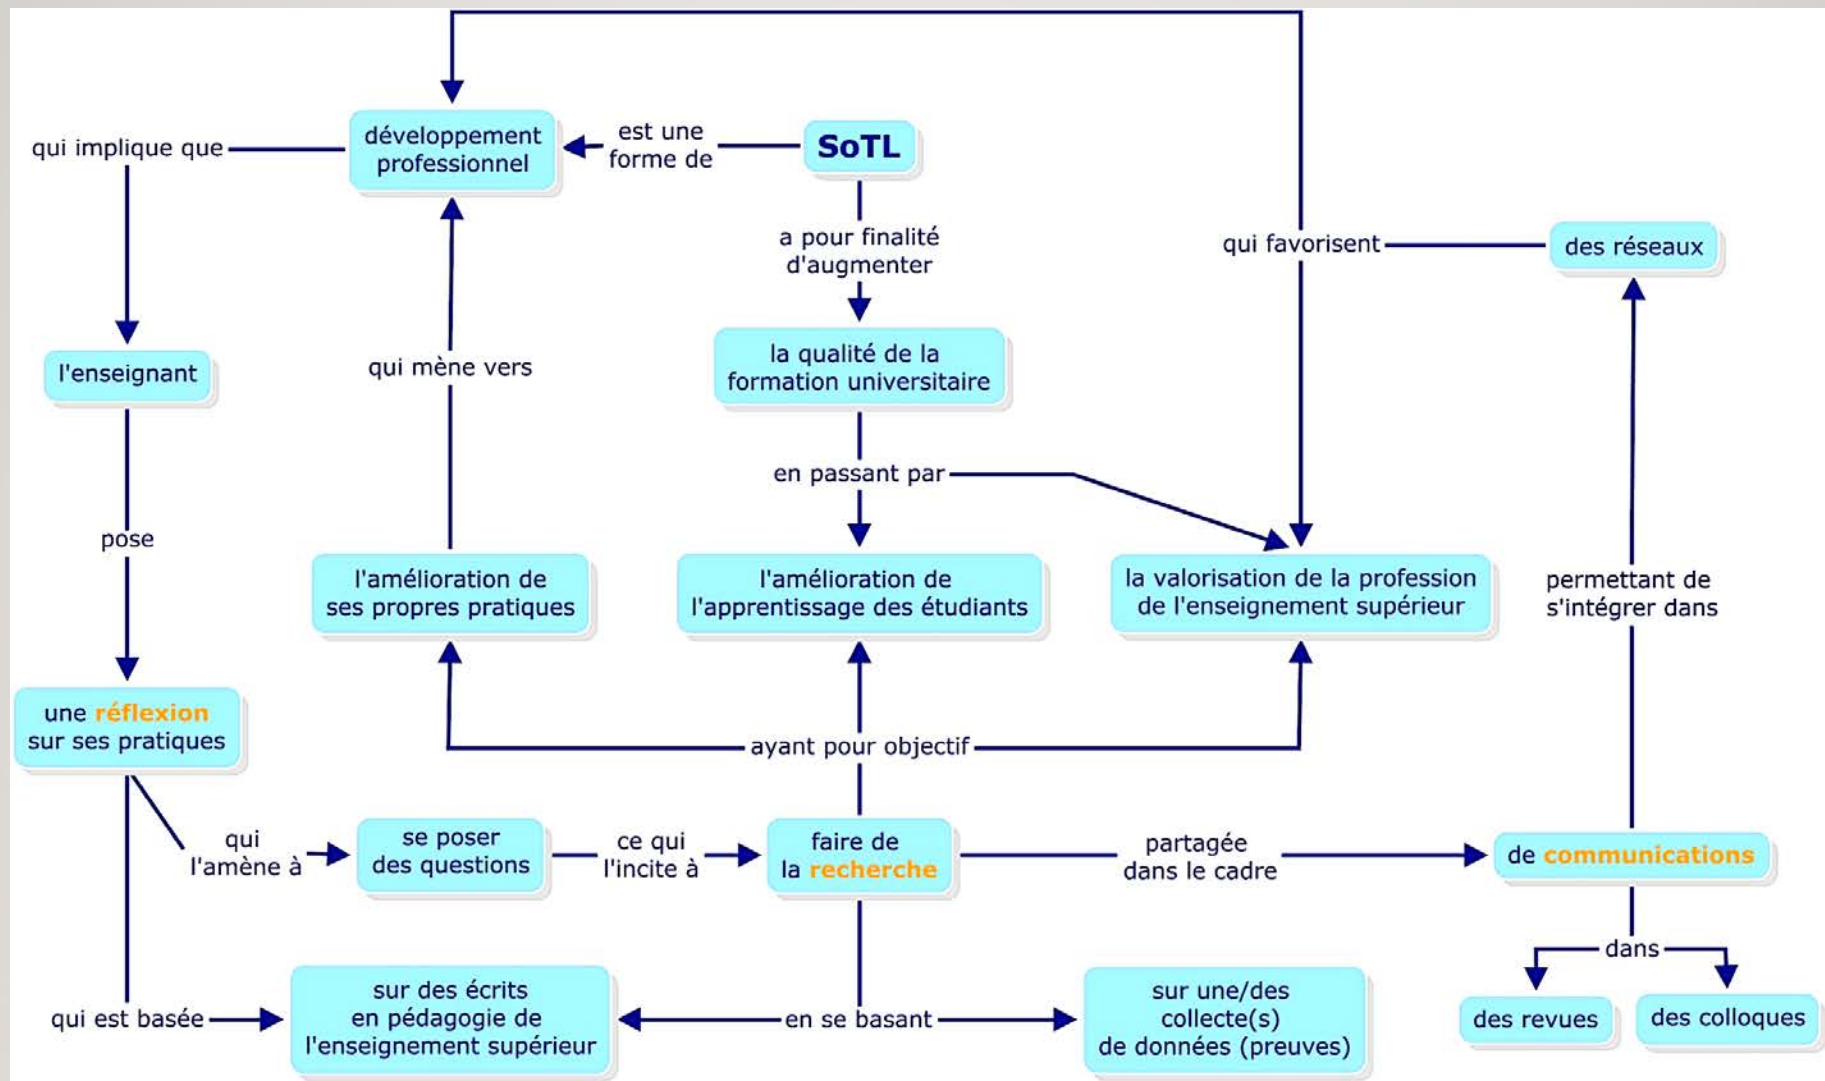 qui implique que
développement
professionnel
est une
forme de
SoTL
a pour finalité
d'augmenter
qui favorisent
des réseaux
l'enseignant
qui mène vers
la qualité de la
formation universitaire
en passant par
pose
l'amélioration de
ses propres pratiques
l'amélioration de
l'apprentissage des étudiants
la valorisation de la profession
de l'enseignement supérieur
permettant de
s'intégrer dans
une réflexion
sur ses pratiques
ayant pour objectif
qui
l'amène à
se poser
des questions
ce qui
l'incite à
faire de
la recherche
partagée
dans le cadre
de communications
dans
qui est basée
sur des écrits
en pédagogie de
l'enseignement supérieur
en se basant
sur une/des
collecte(s)
de données (preuves)
des revues
des colloques